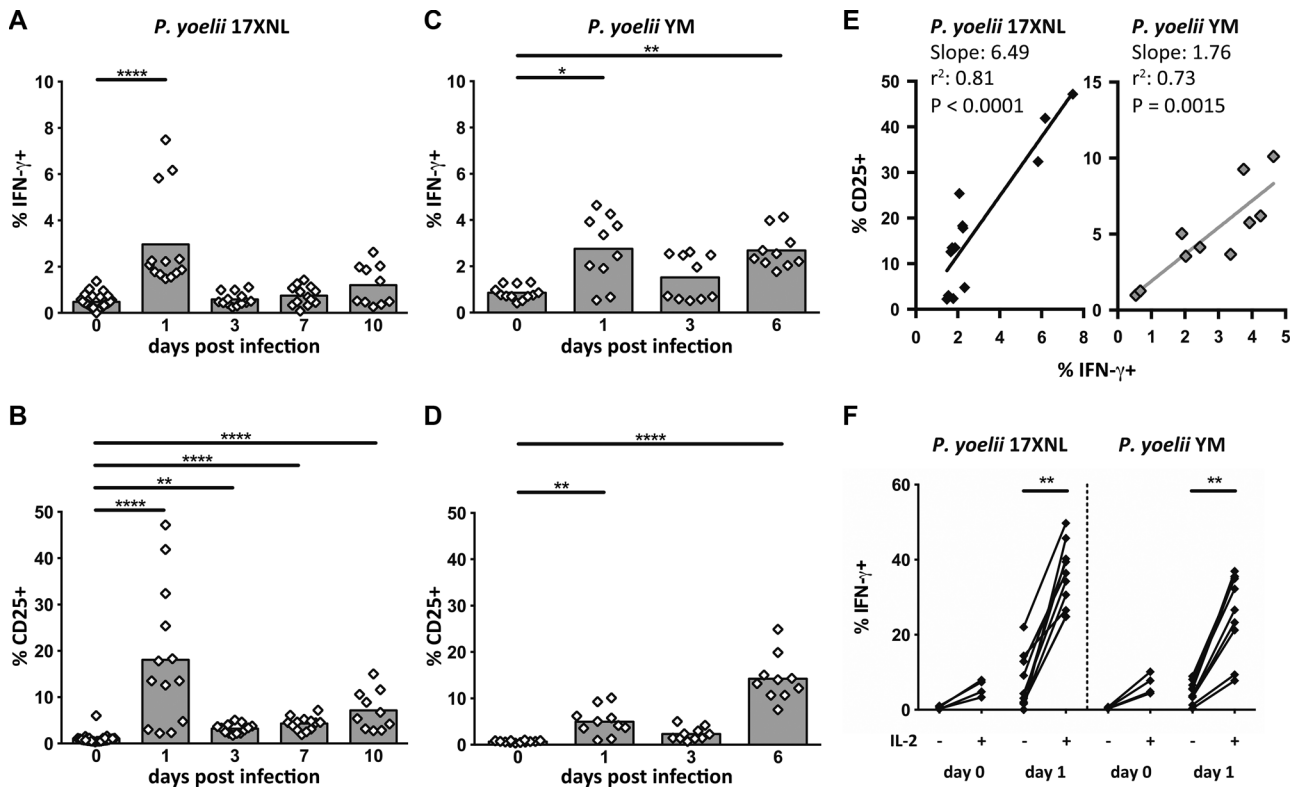 A
P. yoelii 17XNL
****
% IFN-γ+
10
8
6
4
2
0
0 1 3 7 10
days post infection
B
****
****
**
****
% CD25+
50
40
30
20
10
0
0 1 3 7 10
days post infection
C
P. yoelii YM
**
*
% IFN-γ+
10
8
6
4
2
0
0 1 3 6
days post infection
D
****
**
% CD25+
50
40
30
20
10
0
0 1 3 6
days post infection
E
P. yoelii 17XNL
Slope: 6.49
r²: 0.81
P < 0.0001
% CD25+
50
40
30
20
10
0
0 2 4 6 8
P. yoelii YM
Slope: 1.76
r²: 0.73
P = 0.0015
15
10
5
0
0 1 2 3 4 5
% IFN-γ+
F
P. yoelii 17XNL P. yoelii YM
** **
% IFN-γ+
60
40
20
0
IL-2 - + - + - + - +
day 0 day 1 day 0 day 1